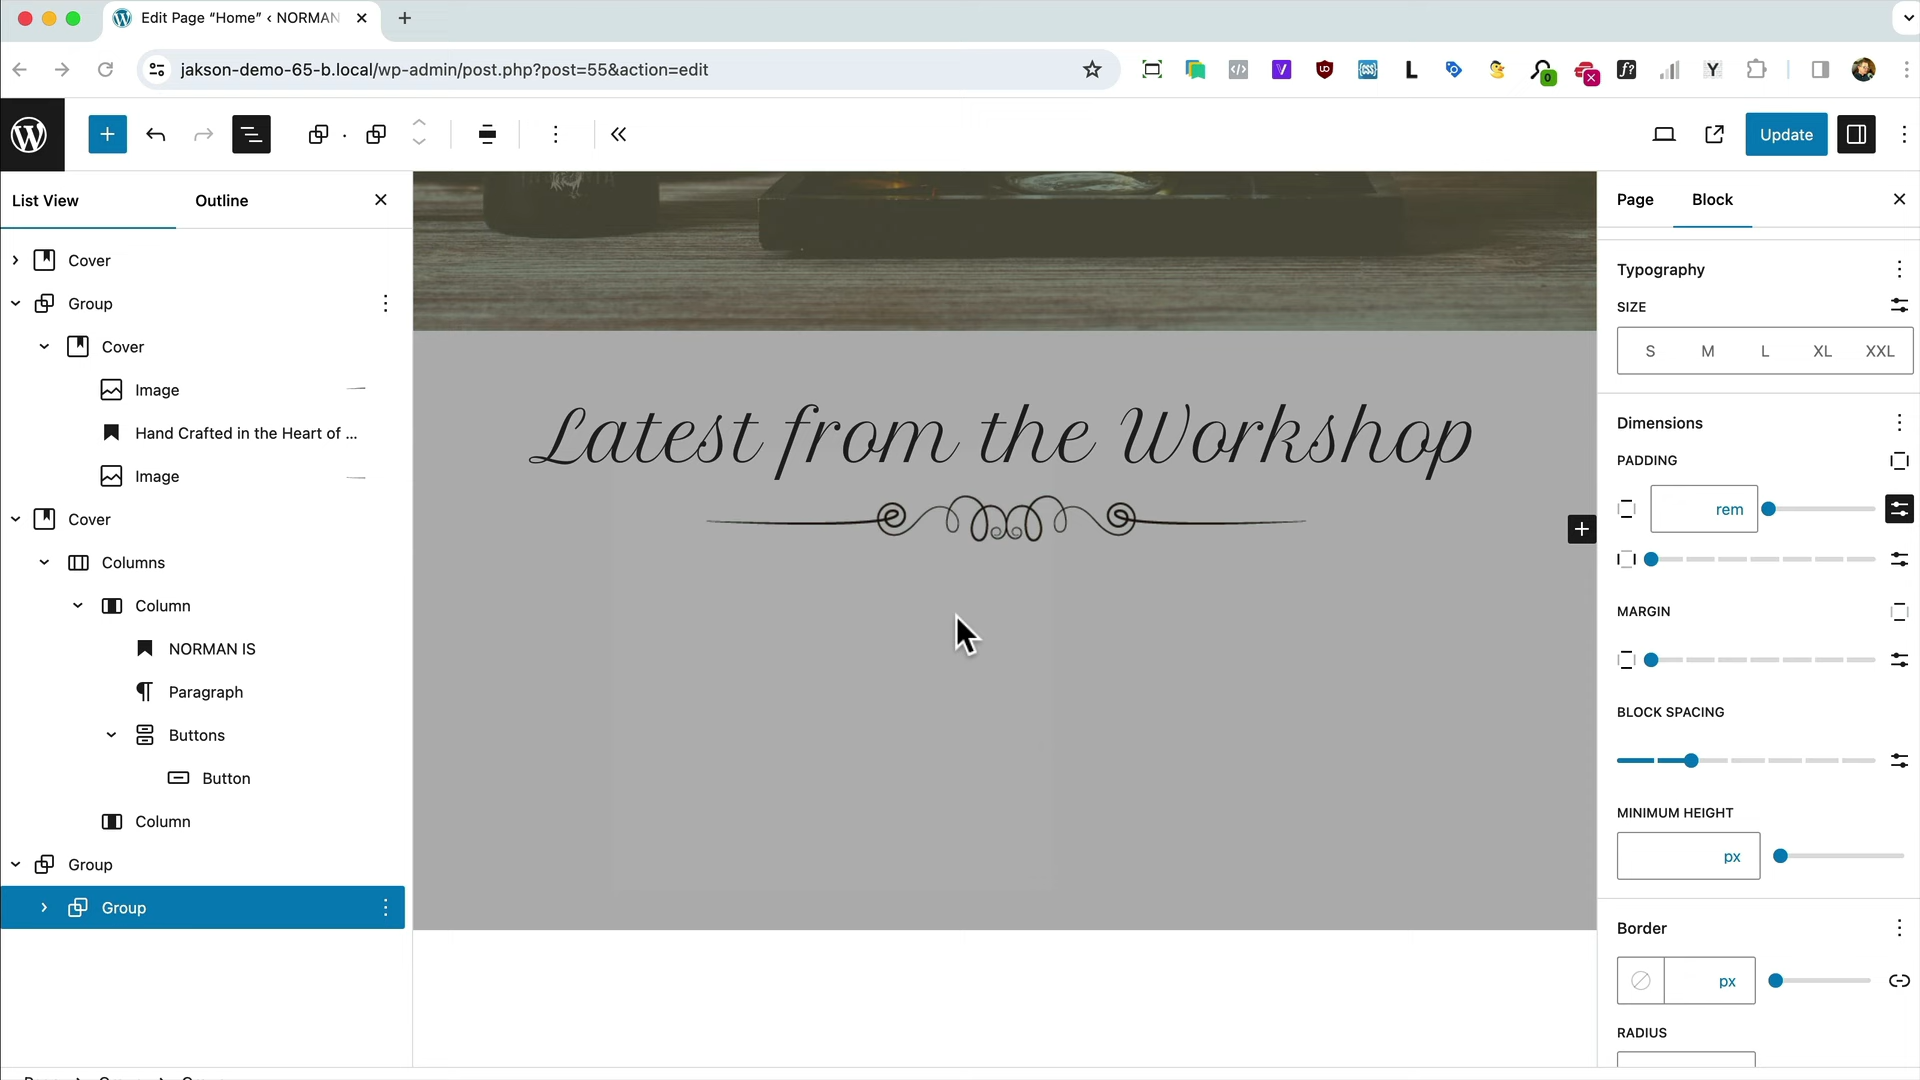 Edit Page “Home” ‹ NORMAN
jakson-demo-65-b.local/wp-admin/post.php?post=55&action=edit
Update
List View
Outline
Page
Block
Cover
Group
Cover
Image
Hand Crafted in the Heart of ...
Image
Cover
Columns
Column
NORMAN IS
Paragraph
Buttons
Button
Column
Group
Group
Latest from the Workshop
Typography
SIZE
S M L XL XXL
Dimensions
PADDING
rem
MARGIN
BLOCK SPACING
MINIMUM HEIGHT
px
Border
px
RADIUS